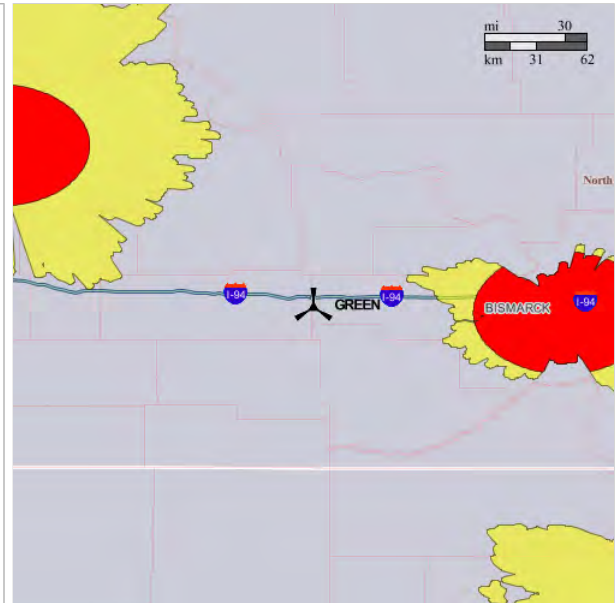 mi 30
km 31 62
North
I-94
GREEN
I-94
BISMARCK
I-94